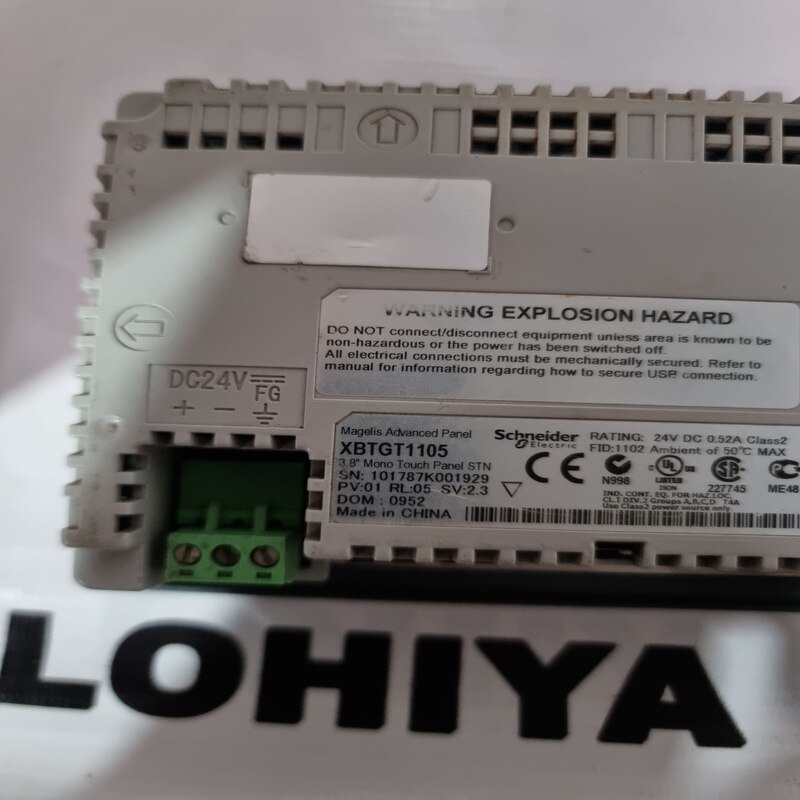 WARNING EXPLOSION HAZARD
DO NOT connect/disconnect equipment unless area is known to be
non-hazardous or the power has been switched off.
All electrical connections must be mechanically secured. Refer to
manual for information regarding how to secure USB connection.
DC24V
FG
+ −
Magelis Advanced Panel
XBTGT1105
3.8" Mono Touch Panel STN
SN: 101787K001929
PV:01 RL:05 SV:2.3
DOM : 0952
Made in CHINA
Schneider
Electric
RATING: 24V DC 0.52A Class2
FID:1102 Ambient of 50℃ MAX
CE
N998
UL
LISTED
227745
ME48
IND. CONT. EQ. FOR HAZ.LOC.
CL.I DIV.2 Groups A,B,C,D T4A
Use Class2 power source only
LOHIYA